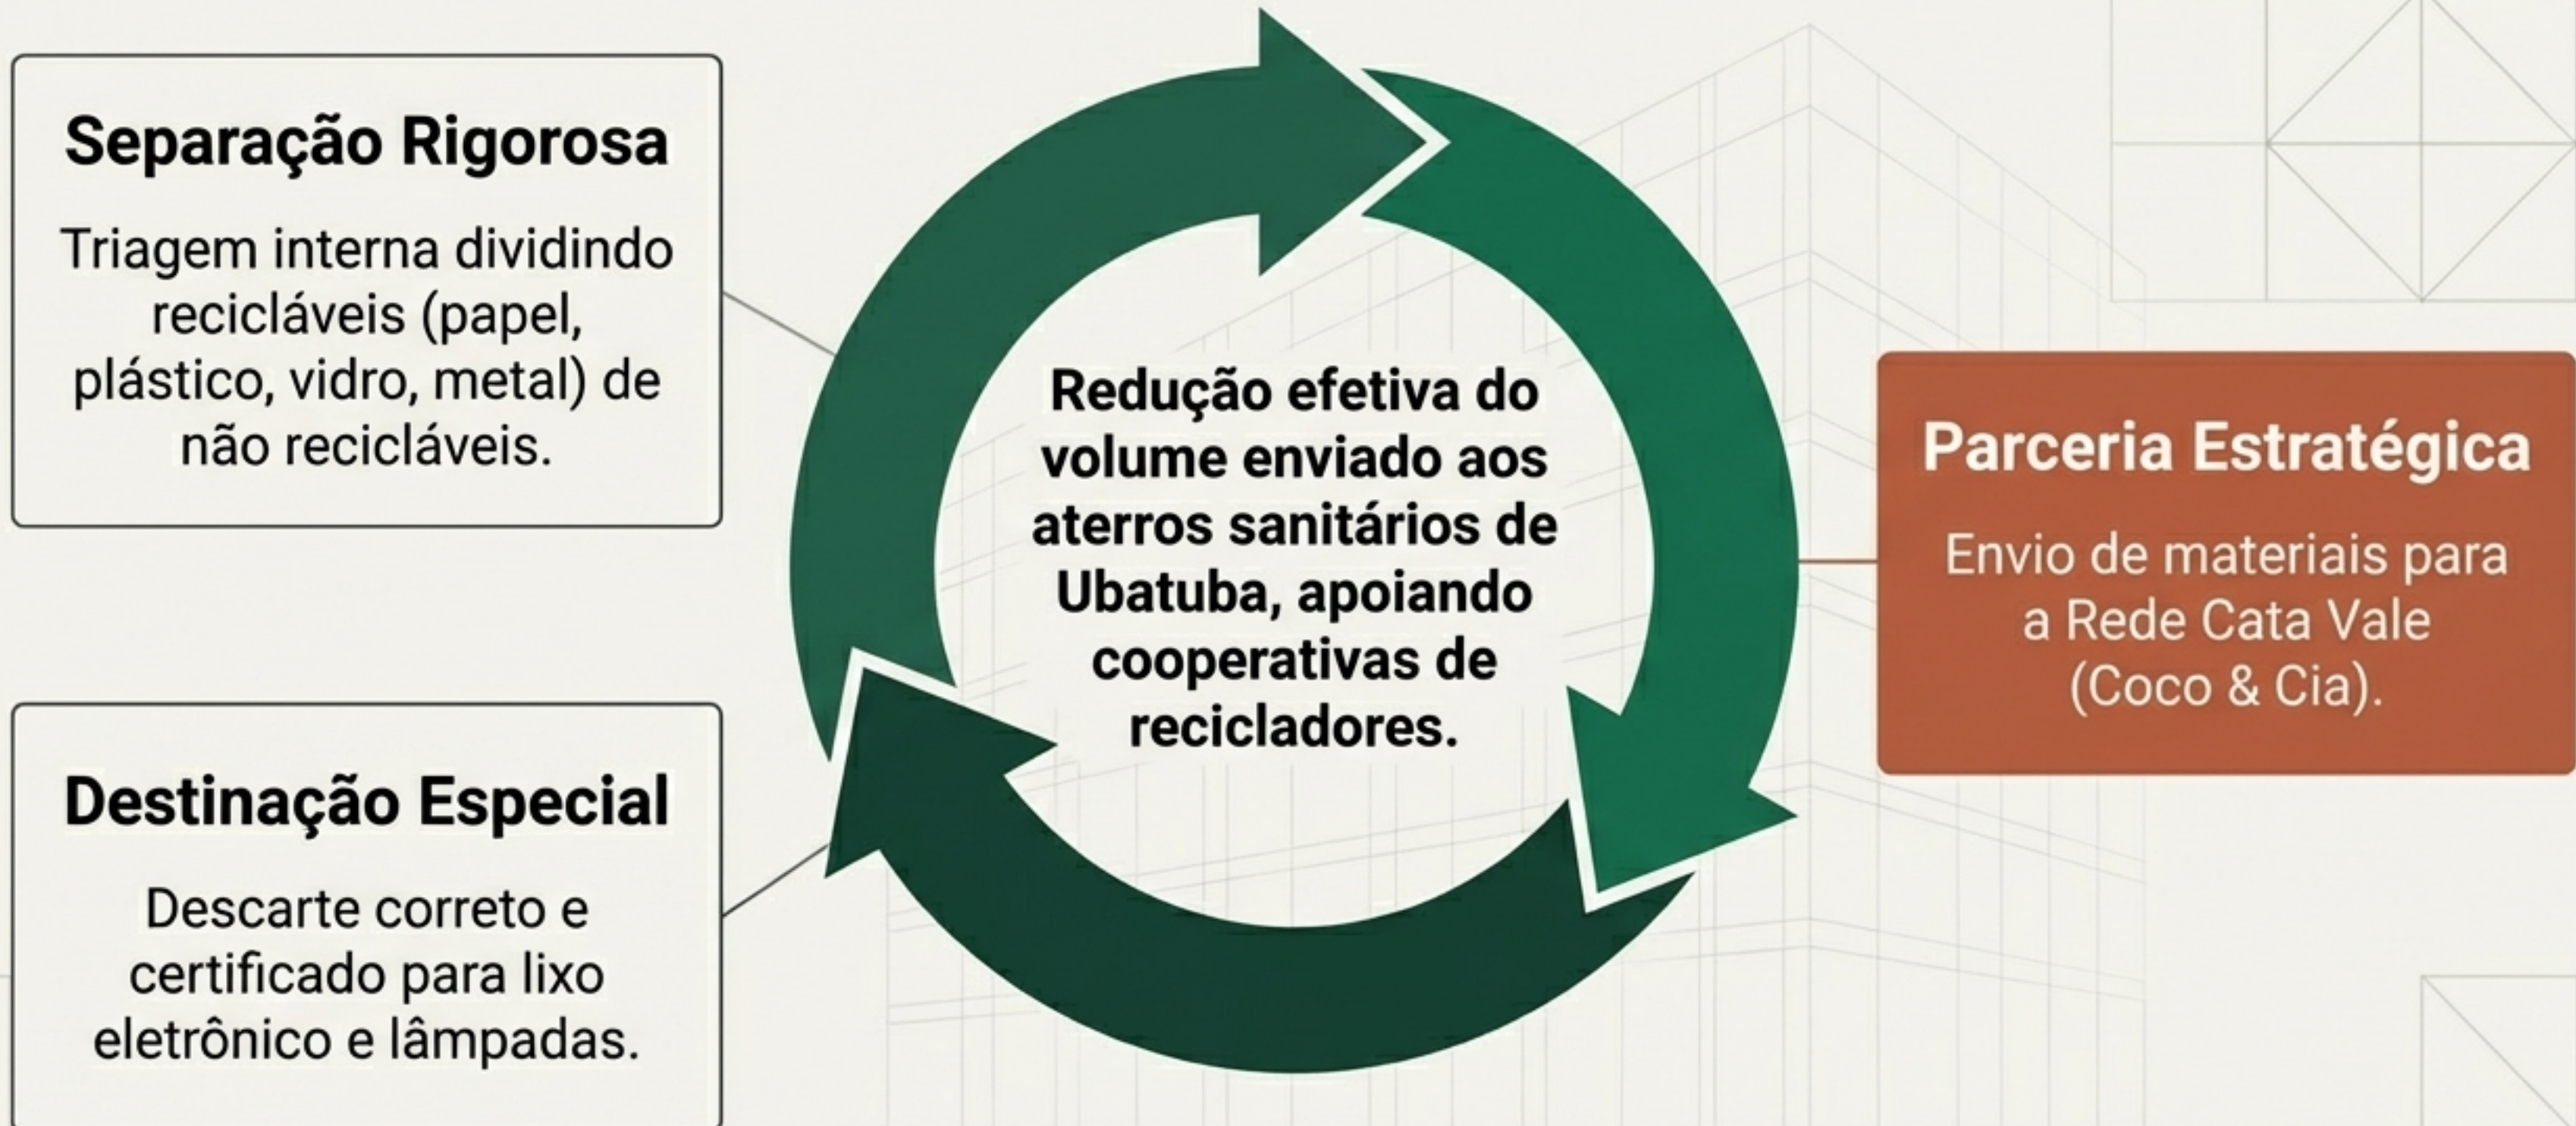 Separação Rigorosa
Triagem interna dividindo
recicláveis (papel,
plástico, vidro, metal) de
não recicláveis.
Destinação Especial
Descarte correto e
certificado para lixo
eletrônico e lâmpadas.
Redução efetiva do
volume enviado aos
aterros sanitários de
Ubatuba, apoiando
cooperativas de
recicladores.
Parceria Estratégica
Envio de materiais para
a Rede Cata Vale
(Coco & Cia).